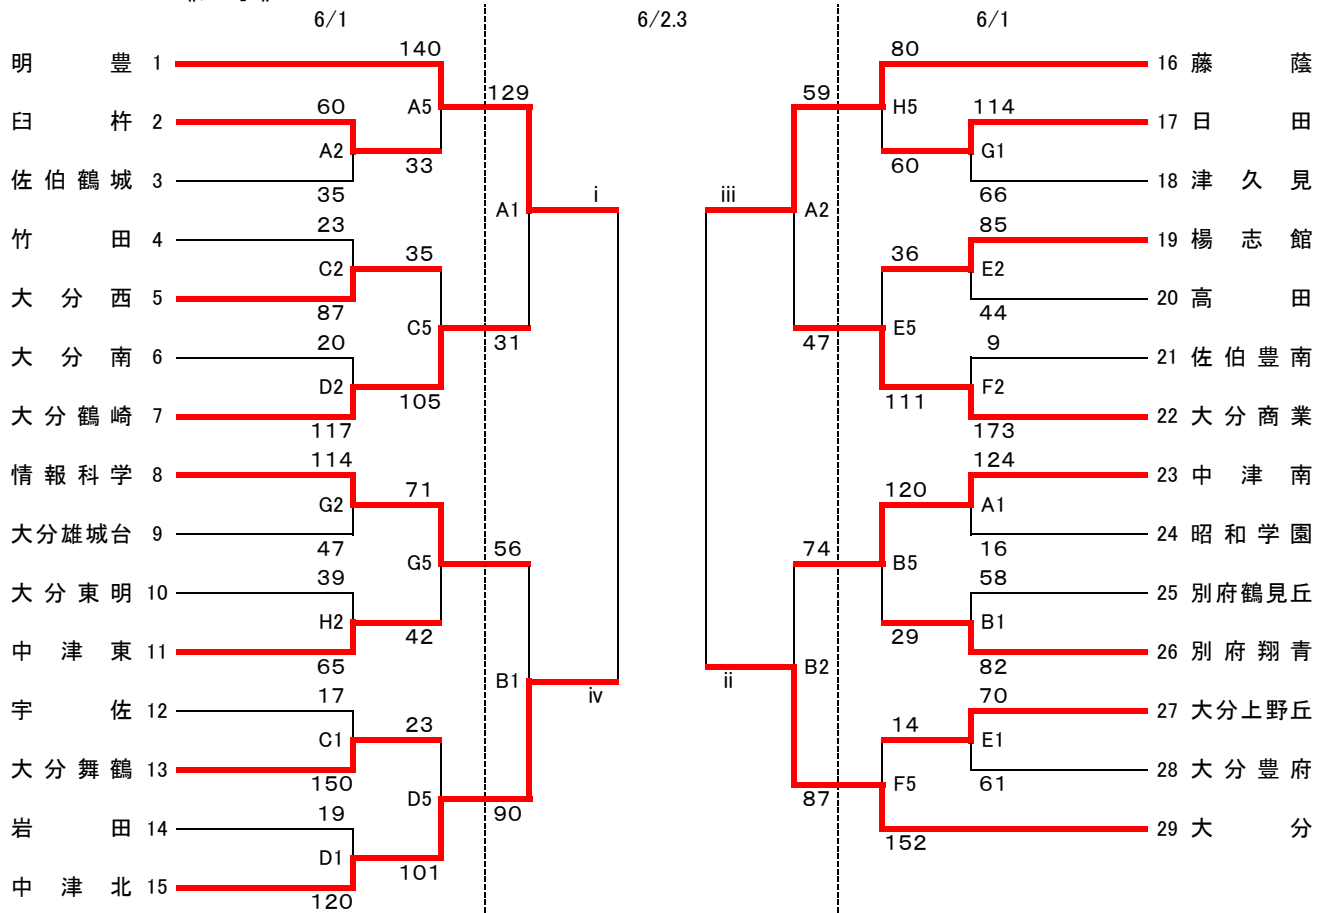 6/1
6/2.3
6/1
明豊 1
臼杵 2
佐伯鶴城 3
竹田 4
大分西 5
大分南 6
大分鶴崎 7
情報科学 8
大分雄城台 9
大分東明 10
中津東 11
宇佐 12
大分舞鶴 13
岩田 14
中津北 15
140
60
A5
A2
33
35
23
35
C2
87
C5
20
D2
105
117
114
71
G2
47
G5
39
H2
42
65
17
23
C1
150
D5
19
D1
101
120
129
A1
31
56
B1
90
i
iv
iii
ii
59
A2
47
74
B2
87
80
H5
114
G1
60
66
85
36
E2
44
E5
9
F2
111
173
124
120
A1
16
B5
58
B1
29
82
70
14
E1
61
F5
152
16 藤蔭
17 日田
18 津久見
19 楊志館
20 高田
21 佐伯豊南
22 大分商業
23 中津南
24 昭和学園
25 別府鶴見丘
26 別府翔青
27 大分上野丘
28 大分豊府
29 大分